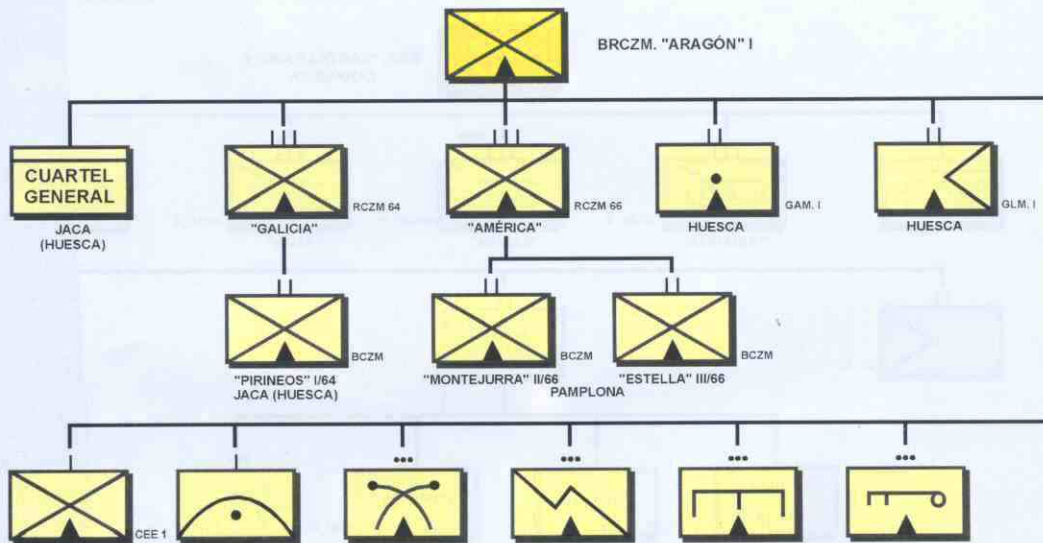 BRCZM. "ARAGÓN" I
CUARTEL
GENERAL
JACA
(HUESCA)
RCZM 64
"GALICIA"
RCZM 66
"AMÉRICA"
GAM. I
HUESCA
GLM. I
HUESCA
BCZM
"PIRINEOS" I/64
JACA (HUESCA)
BCZM
"MONTEJURRA" II/66
BCZM
"ESTELLA" III/66
PAMPLONA
CEE 1